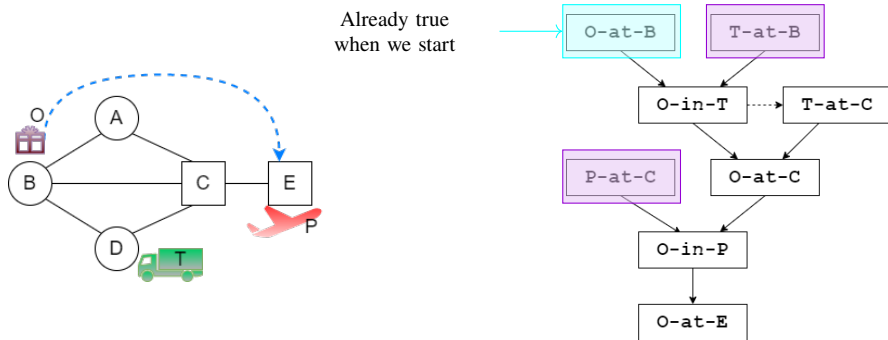 Already true
when we start
O-at-B
T-at-B
O
A
O-in-T
T-at-C
B
C
E
P-at-C
O-at-C
P
D
T
O-in-P
O-at-E